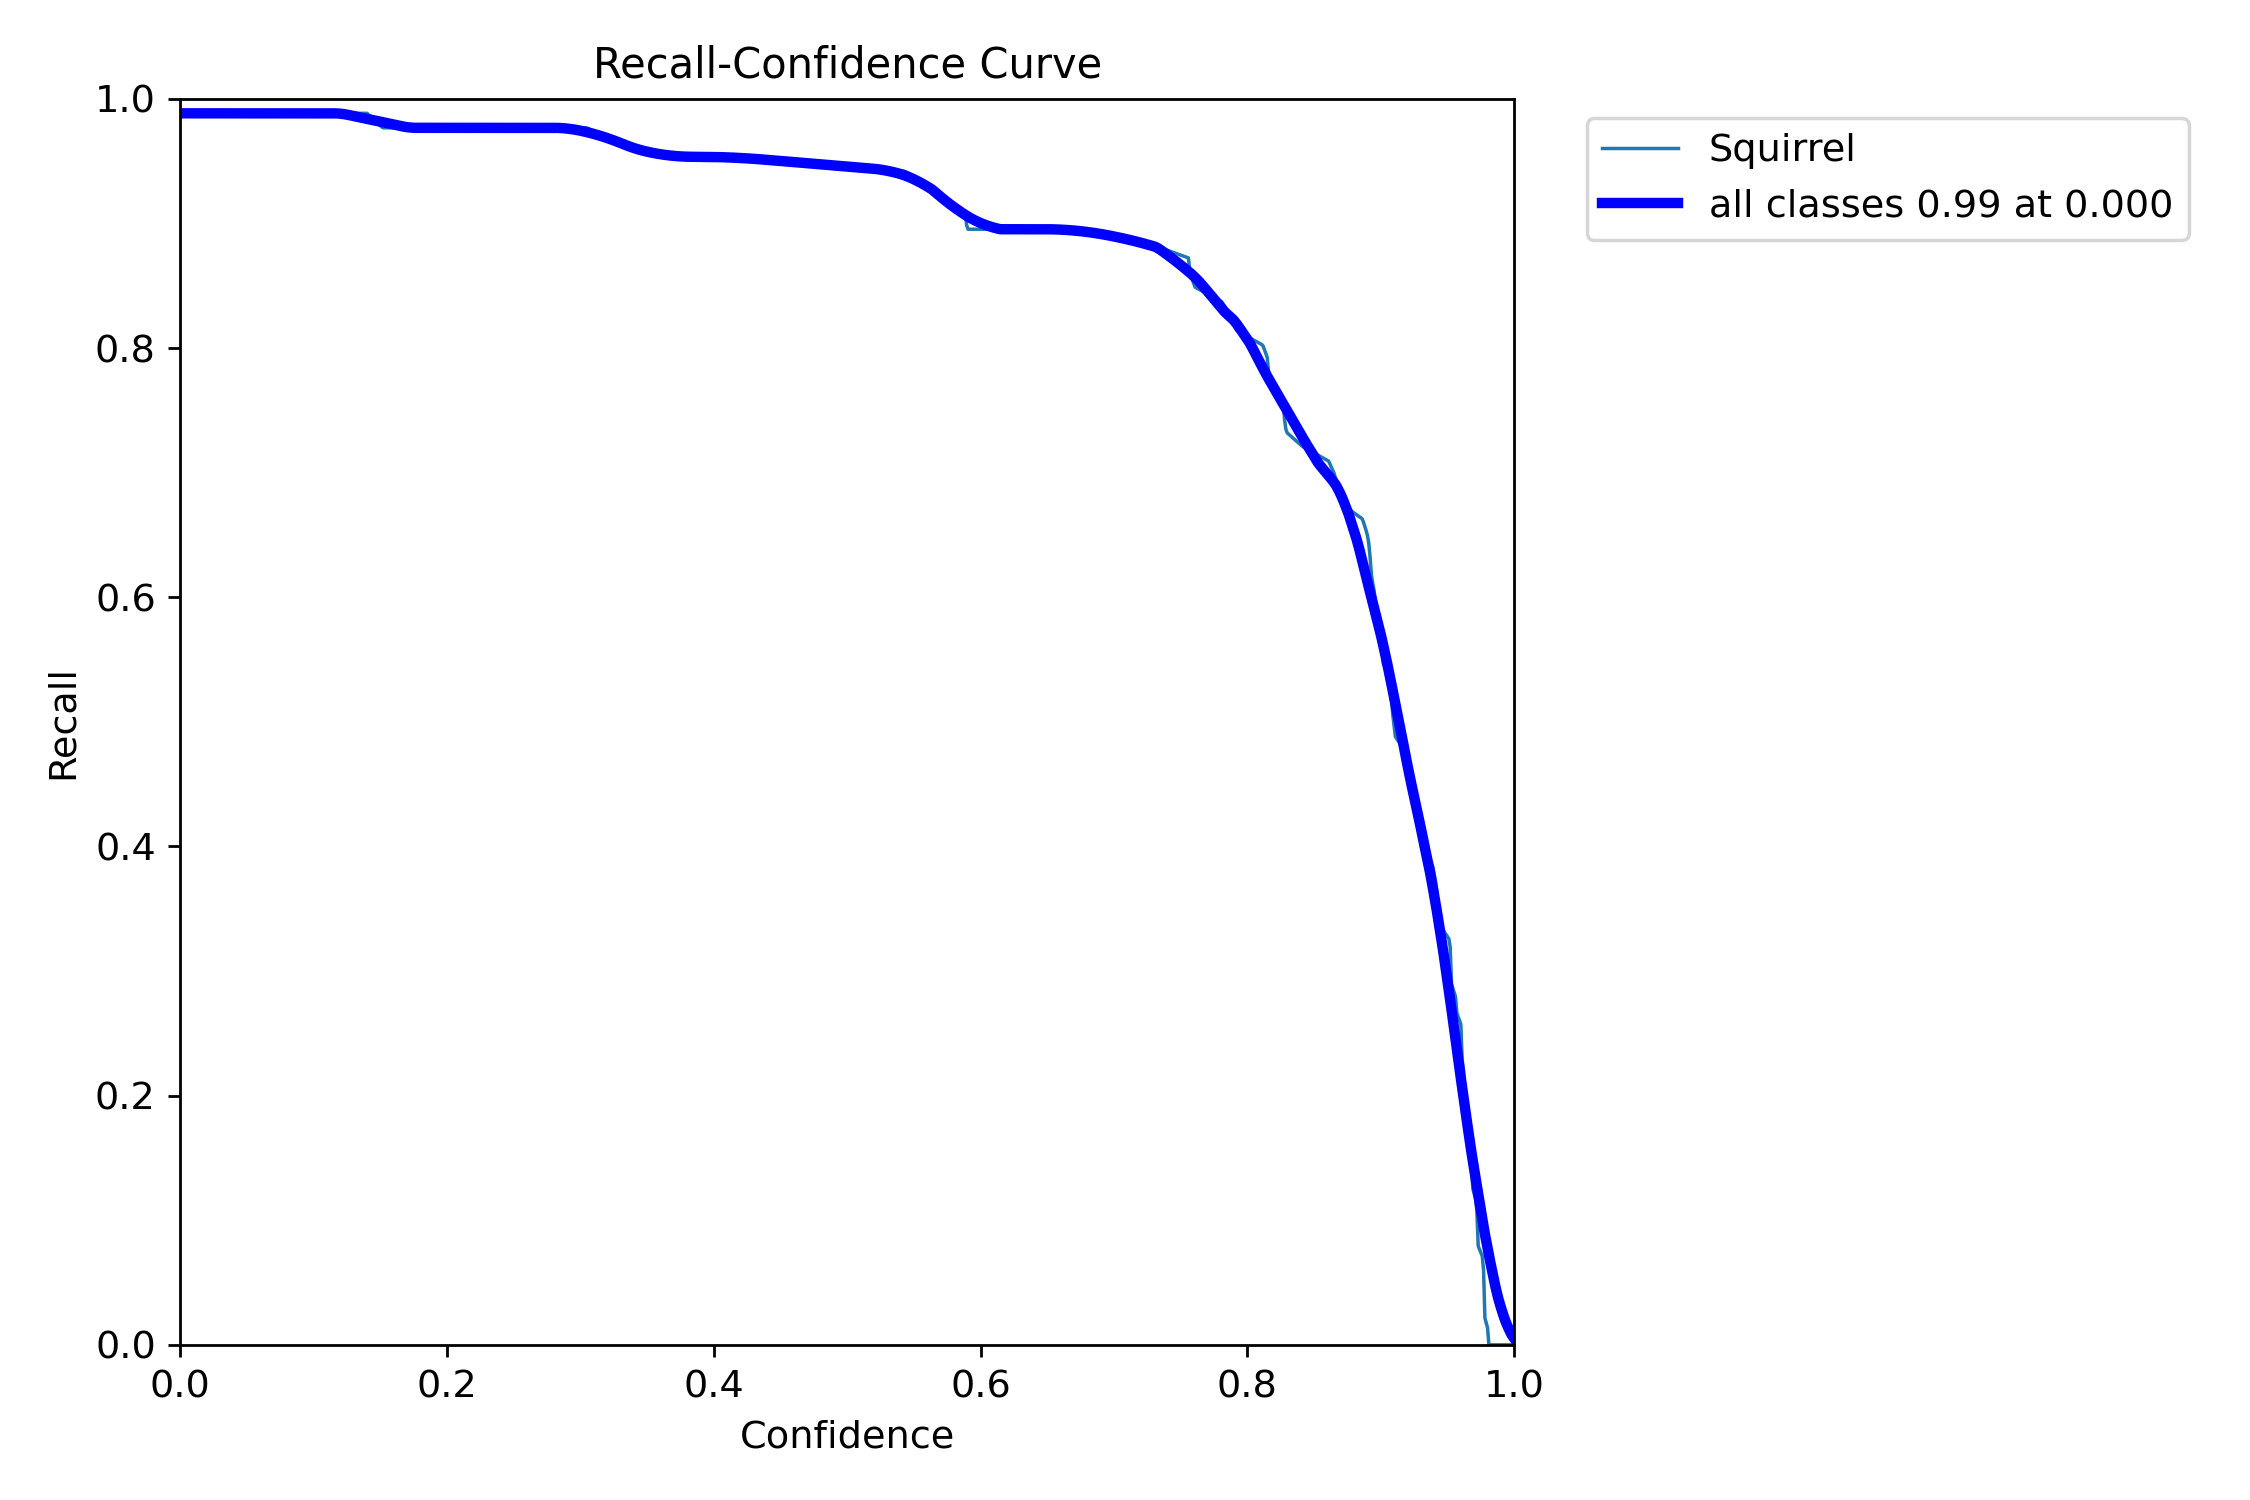 Recall-Confidence Curve
1.0
0.8
0.6
0.4
0.2
0.0
Recall
0.0 0.2 0.4 0.6 0.8 1.0
Confidence
Squirrel
all classes 0.99 at 0.000